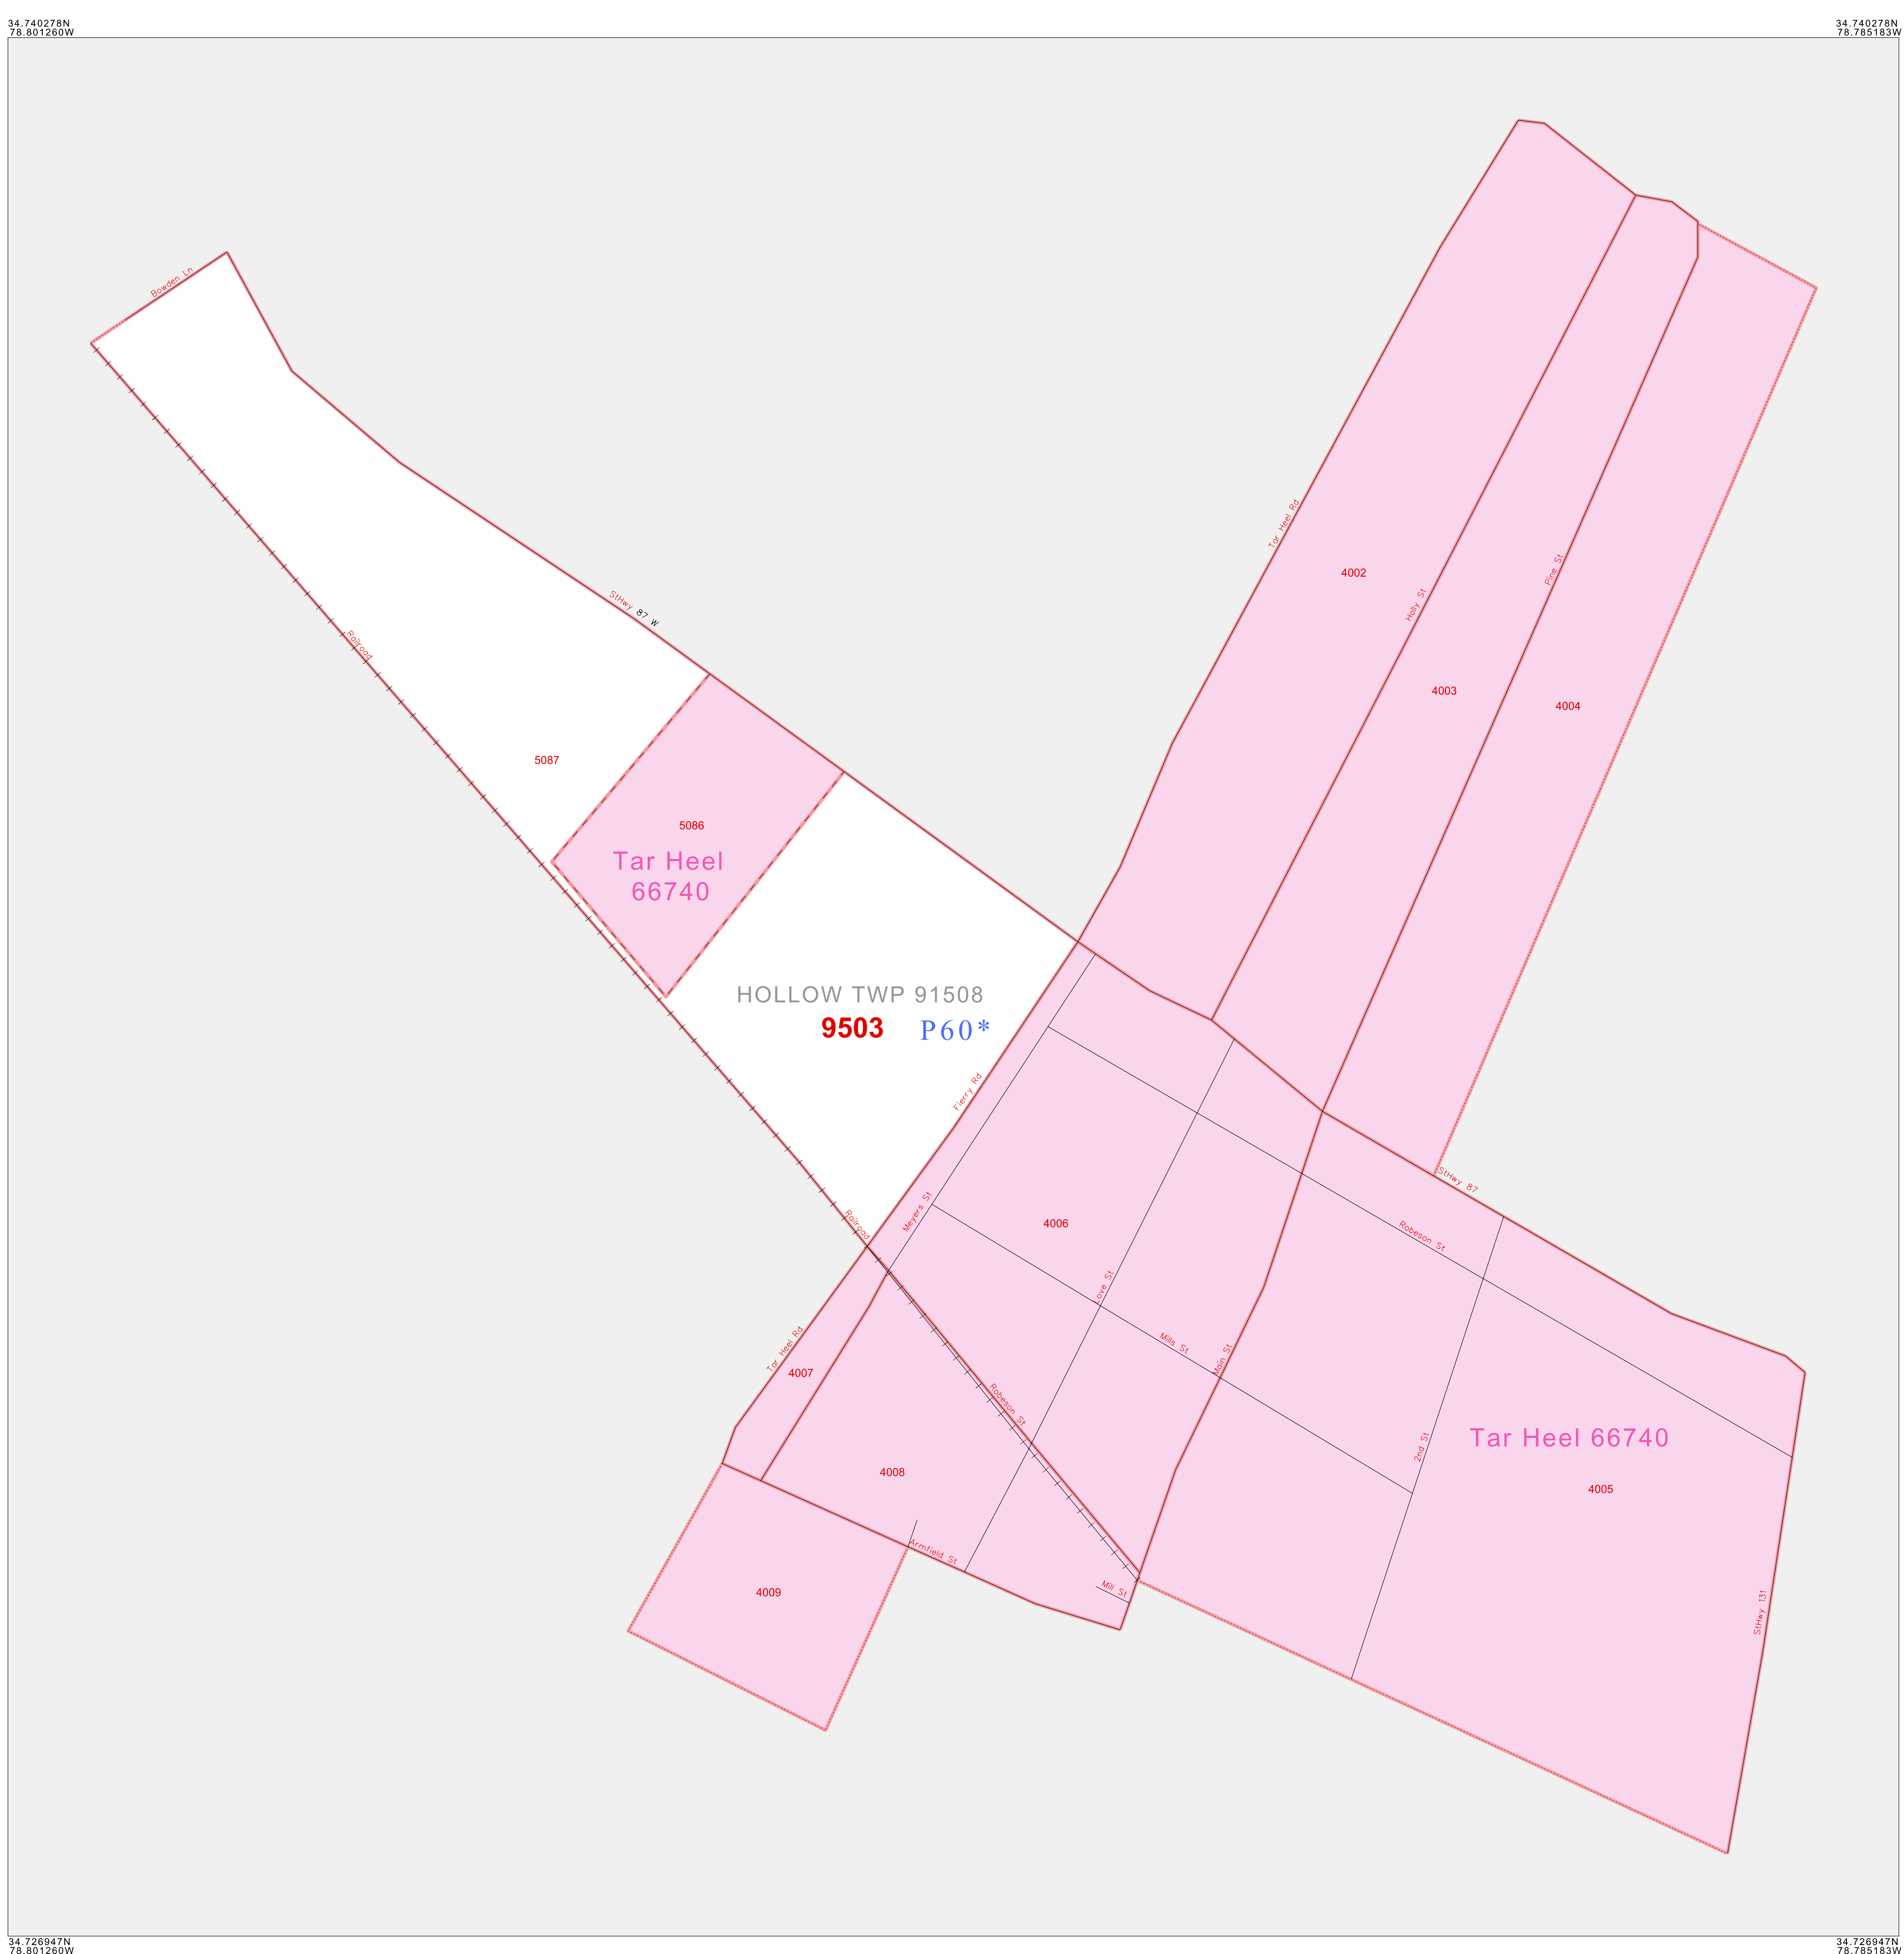 34.740278N
78.801260W
34.740278N
78.785183W
Bowden Ln
Tar Heel Rd
Pine St
Holly St
4002
StHwy 87 W
Railroad
4003
4004
5087
5086
Tar Heel
66740
HOLLOW TWP 91508
9503 P60*
Fierry Rd
StHwy 87
Meyers St
Railroad
4006
Robeson St
Love St
Mills St
Main St
Tar Heel Rd
4007
Robeson St
2nd St
Tar Heel 66740
4008
4005
Armfield St
Mill St
4009
StHwy 131
34.726947N
78.801260W
34.726947N
78.785183W